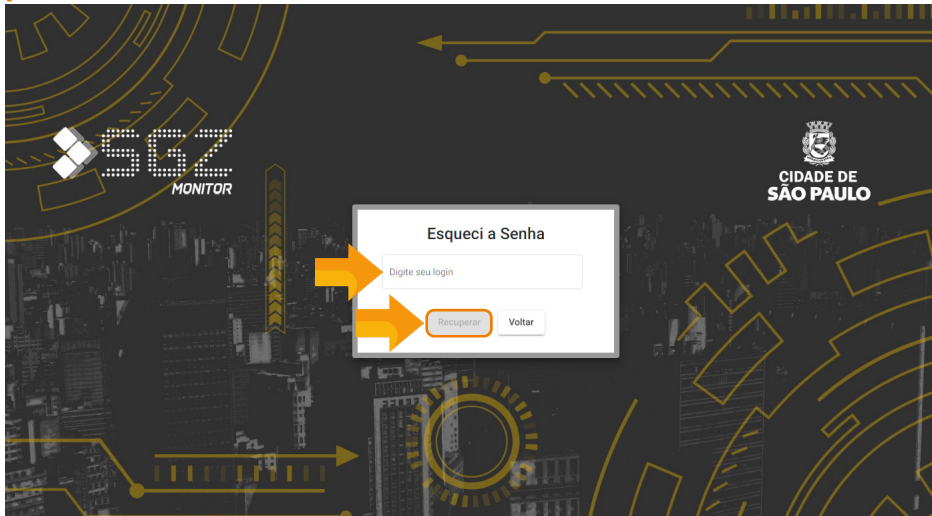 SGZ
MONITOR
CIDADE DE
SÃO PAULO
Esqueci a Senha
Digite seu login
Recuperar
Voltar